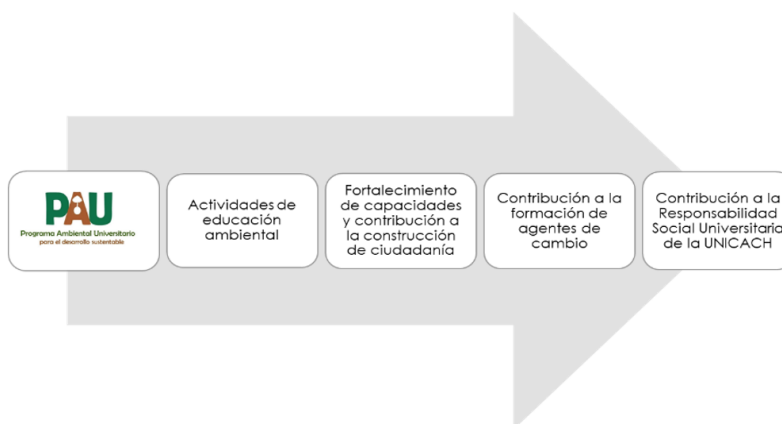 PAU
Programa Ambiental Universitario
para el desarrollo sustentable
Actividades de
educación
ambiental
Fortalecimiento
de capacidades
y contribución a
la construcción
de ciudadanía
Contribución a la
formación de
agentes de
cambio
Contribución a la
Responsabilidad
Social Universitaria
de la UNICACH